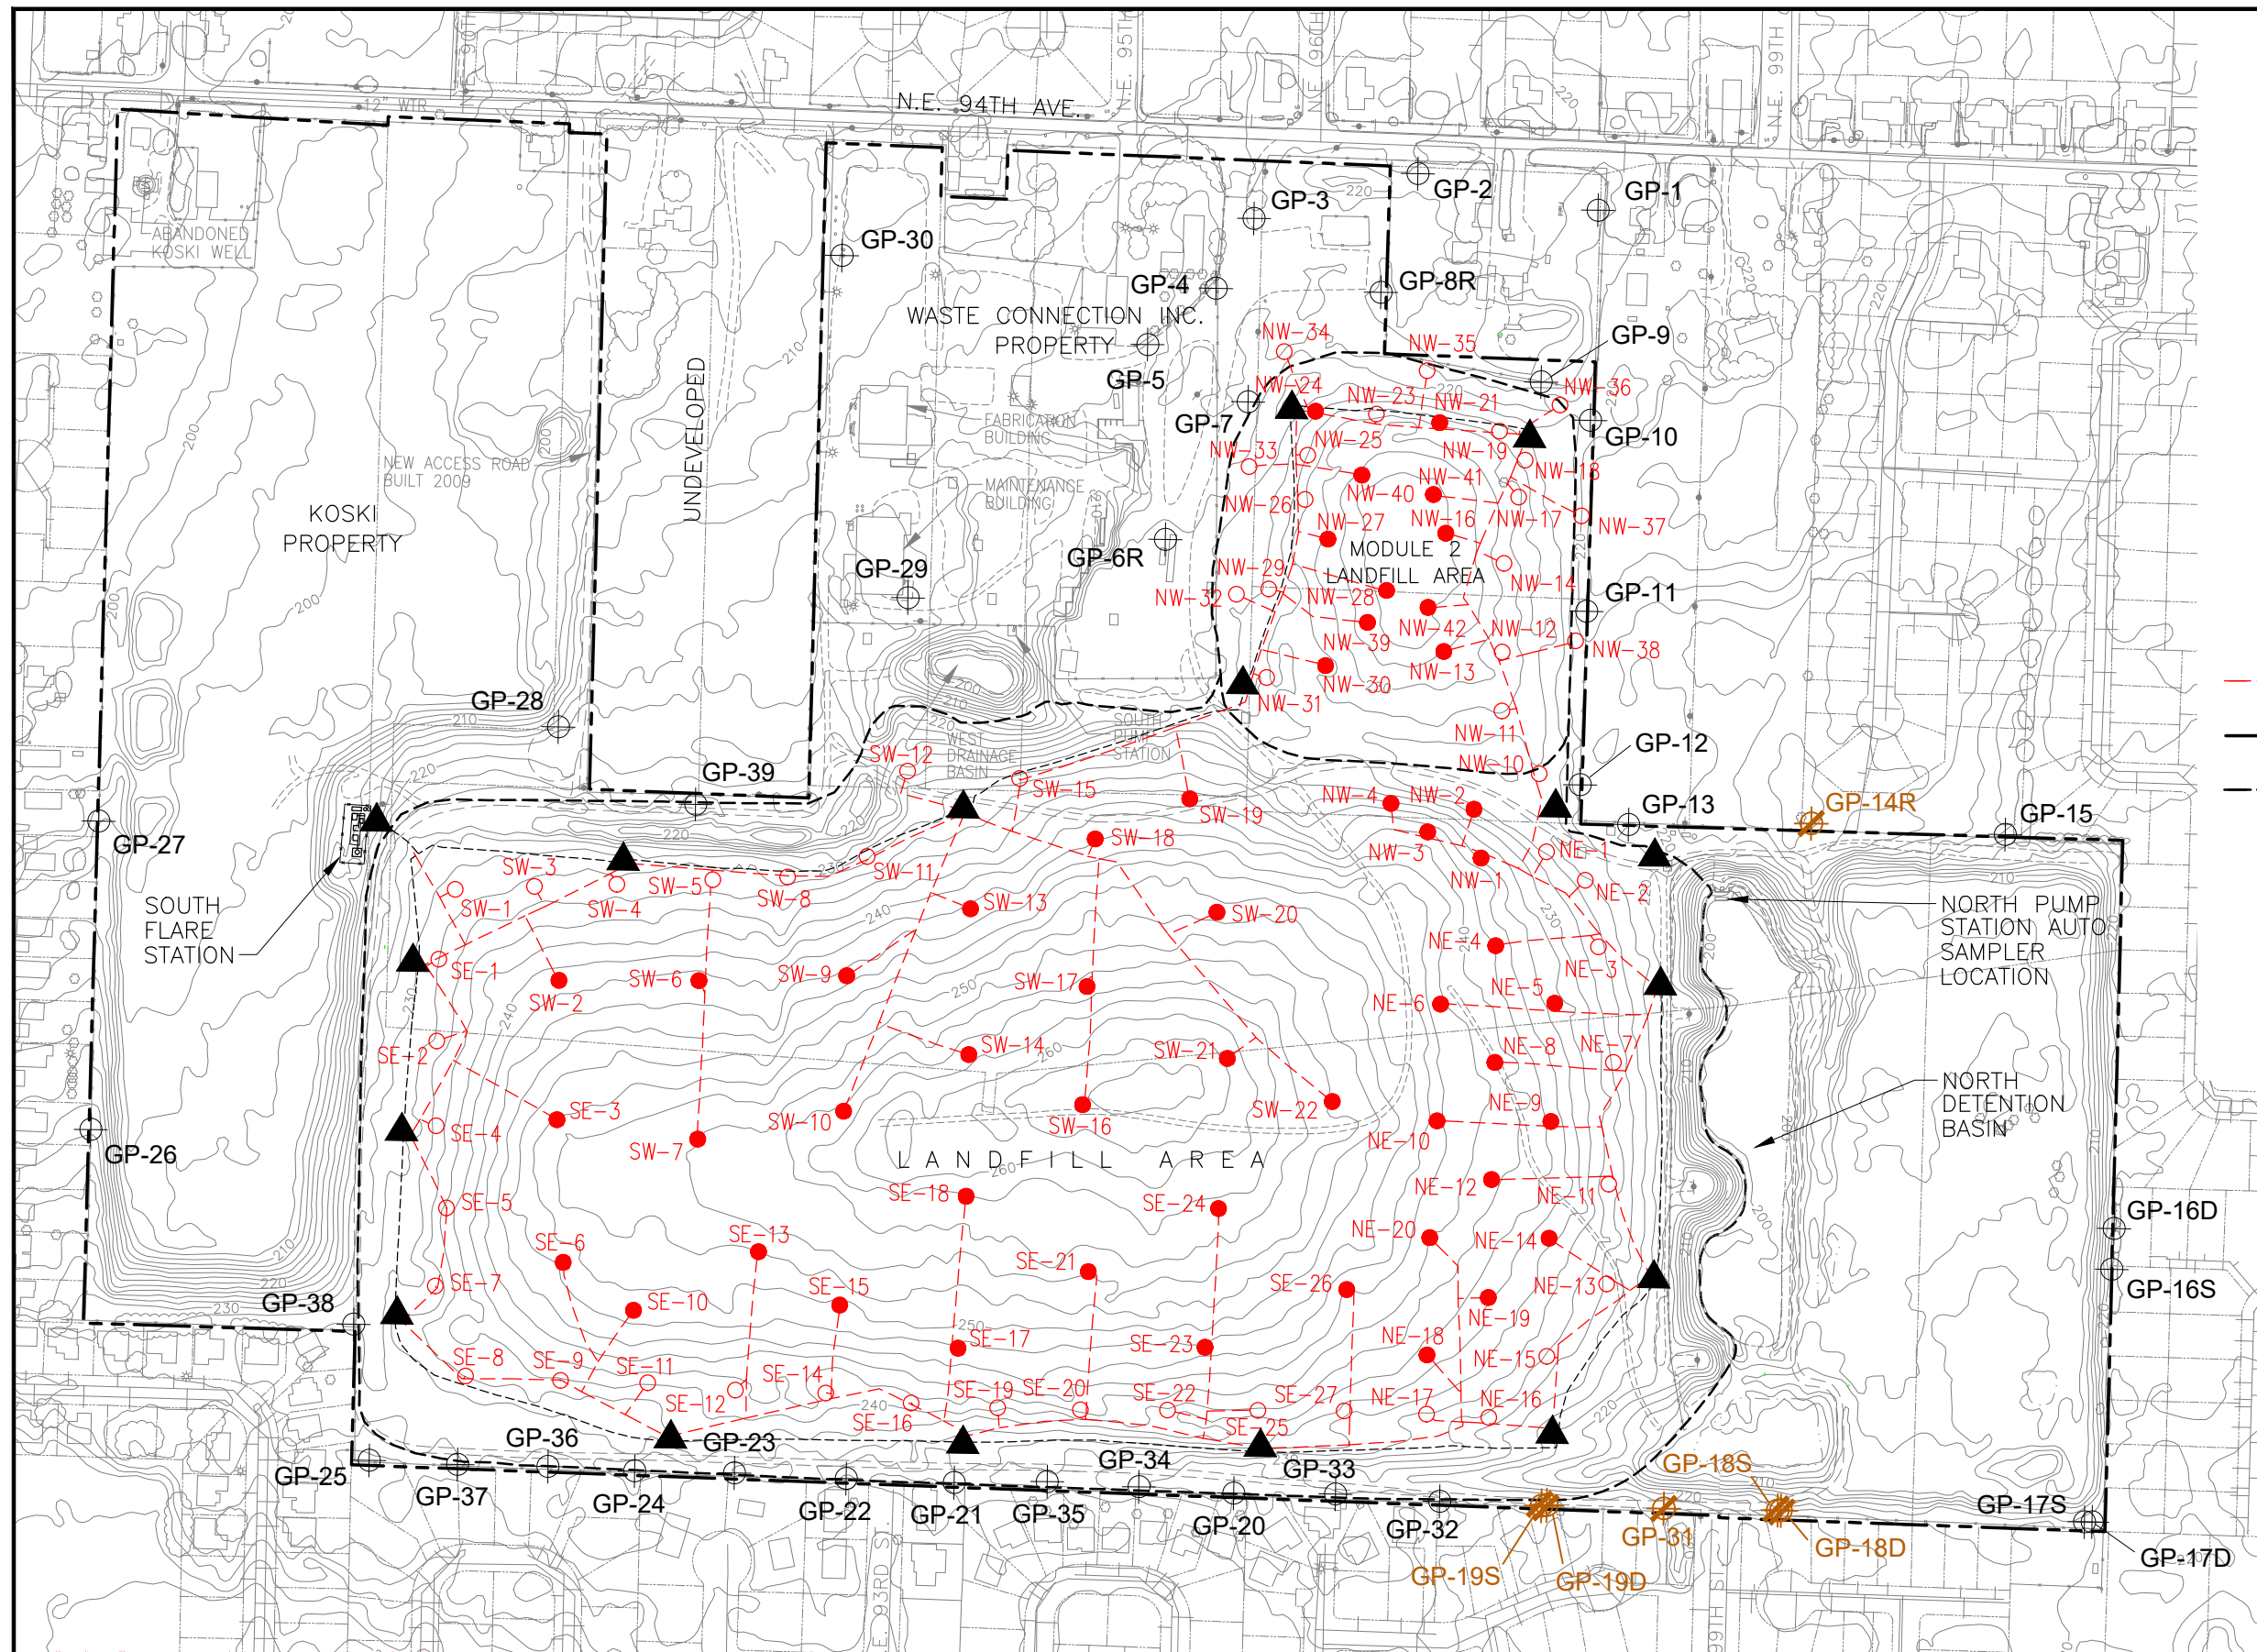 N.E. 90TH
N.E. 95TH
N.E. 96TH
N.E. 99TH
12" WTR
N.E. 94TH AVE.
ABANDONED
KOSKI WELL
GP-30
GP-3
GP-2
GP-1
GP-4
GP-8R
WASTE CONNECTION INC.
PROPERTY
GP-5
GP-9
GP-7
GP-10
NW-34
NW-35
NW-36
NW-24
NW-23
NW-21
NW-25
NW-19
NW-18
NW-33
NW-41
NW-40
NW-17
NW-37
NW-26
NW-27
NW-16
MODULE 2
LANDFILL AREA
NW-14
NW-29
NW-32
NW-28
NW-42
NW-12
NW-38
NW-39
NW-13
NW-30
NW-31
NW-11
NW-10
FABRICATION
BUILDING
MAINTENANCE
BUILDING
NEW ACCESS ROAD
BUILT 2009
UNDEVELOPED
KOSKI
PROPERTY
GP-29
GP-6R
GP-11
GP-28
GP-39
GP-12
GP-13
GP-14R
GP-15
GP-27
SOUTH
PUMP
STATION
WEST
DRAINAGE
BASIN
SW-12
SW-15
SW-19
NW-4
NW-2
NW-3
NW-1
NE-1
NE-2
SW-18
SW-3
SW-1
SW-4
SW-5
SW-8
SW-11
SW-13
SW-20
SOUTH
FLARE
STATION
NORTH PUMP
STATION AUTO
SAMPLER
LOCATION
SE-1
SW-2
SW-6
SW-9
SW-17
NE-4
NE-3
NE-6
NE-5
SE-2
SW-14
SW-21
NE-8
NE-7
SE-3
SW-7
SW-10
SW-16
SW-22
NE-10
NE-9
NORTH
DETENTION
BASIN
SE-4
GP-26
LANDFILL AREA
SE-5
SE-18
SE-24
NE-12
NE-11
GP-16D
GP-16S
SE-6
SE-13
SE-21
SE-26
NE-20
NE-14
NE-13
SE-7
SE-10
SE-15
NE-19
GP-38
SE-17
SE-23
NE-18
NE-15
SE-8
SE-9
SE-11
SE-12
SE-14
SE-16
SE-19
SE-20
SE-22
SE-25
SE-27
NE-17
NE-16
GP-25
GP-37
GP-36
GP-24
GP-23
GP-22
GP-21
GP-35
GP-34
GP-20
GP-33
GP-32
GP-19S
GP-19D
GP-31
GP-18S
GP-18D
GP-17S
GP-17D
E. 93RD S
99TH S
200
210
220
230
240
250
260